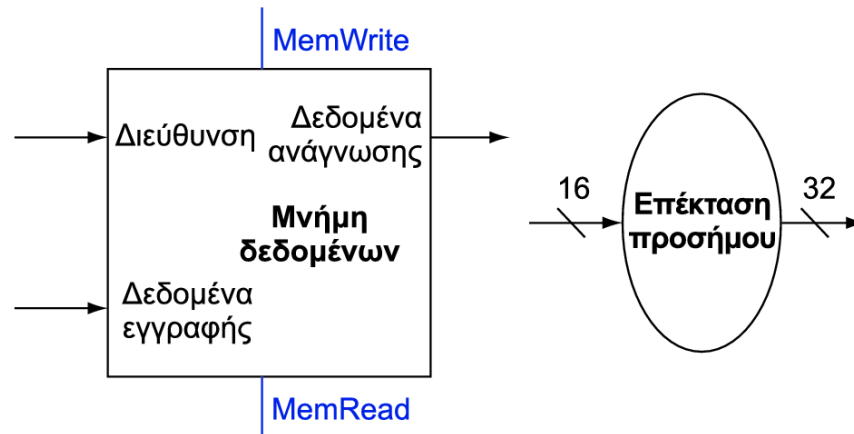 MemWrite
Διεύθυνση
Δεδομένα
ανάγνωσης
Μνήμη
δεδομένων
Δεδομένα
εγγραφής
MemRead
16
Επέκταση
προσήμου
32